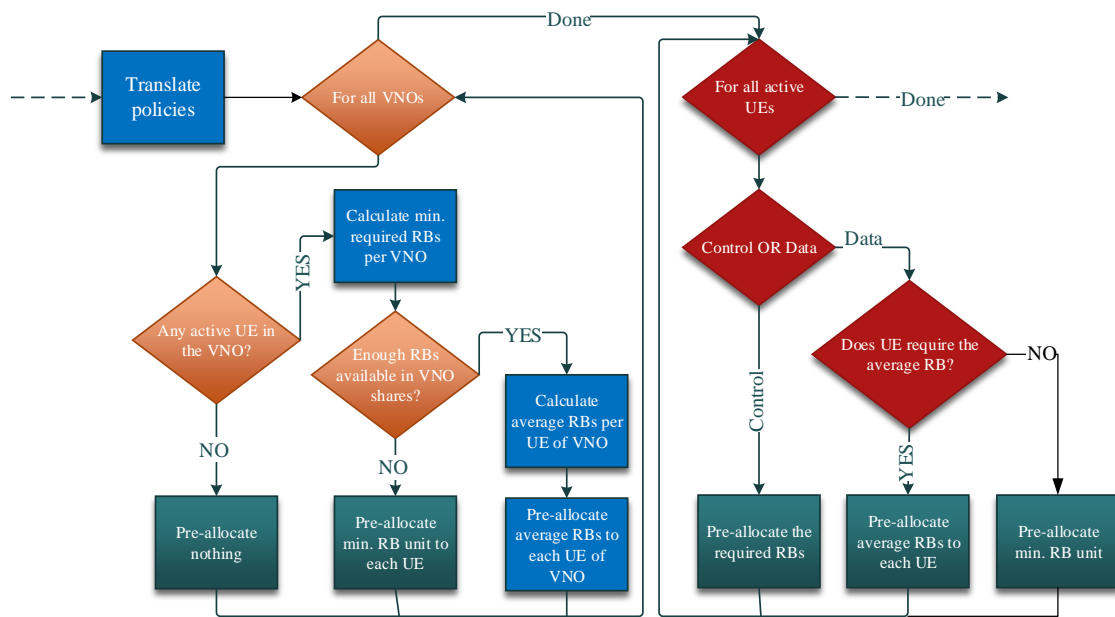 Done
Translate
policies
For all VNOs
For all active
UEs
Done
Calculate min.
required RBs
per VNO
YES
Control OR Data
Data
Any active UE in
the VNO?
Enough RBs
available in VNO
shares?
YES
Does UE require the
average RB?
NO
Calculate
average RBs per
UE of VNO
Control
NO
NO
YES
Pre-allocate
nothing
Pre-allocate
min. RB unit to
each UE
Pre-allocate
average RBs to
each UE of
VNO
Pre-allocate the
required RBs
Pre-allocate
average RBs to
each UE
Pre-allocate
min. RB unit